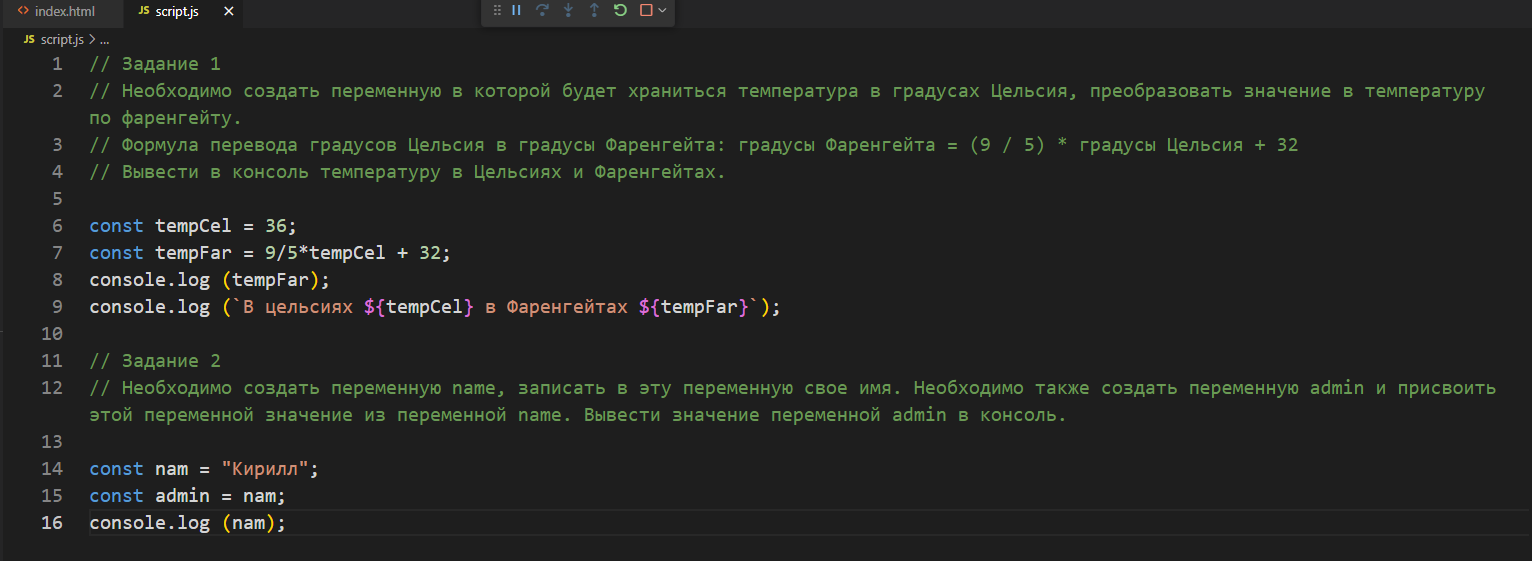 <> index.html JS script.js ×
JS script.js > ...
1 // Задание 1
2 // Необходимо создать переменную в которой будет храниться температура в градусах Цельсия, преобразовать значение в температуру
по фаренгейту.
3 // Формула перевода градусов Цельсия в градусы Фаренгейта: градусы Фаренгейта = (9 / 5) * градусы Цельсия + 32
4 // Вывести в консоль температуру в Цельсиях и Фаренгейтах.
5
6 const tempCel = 36;
7 const tempFar = 9/5*tempCel + 32;
8 console.log (tempFar);
9 console.log (`В цельсиях ${tempCel} в Фаренгейтах ${tempFar}`);
10
11 // Задание 2
12 // Необходимо создать переменную name, записать в эту переменную свое имя. Необходимо также создать переменную admin и присвоить
этой переменной значение из переменной name. Вывести значение переменной admin в консоль.
13
14 const nam = "Кирилл";
15 const admin = nam;
16 console.log (nam);